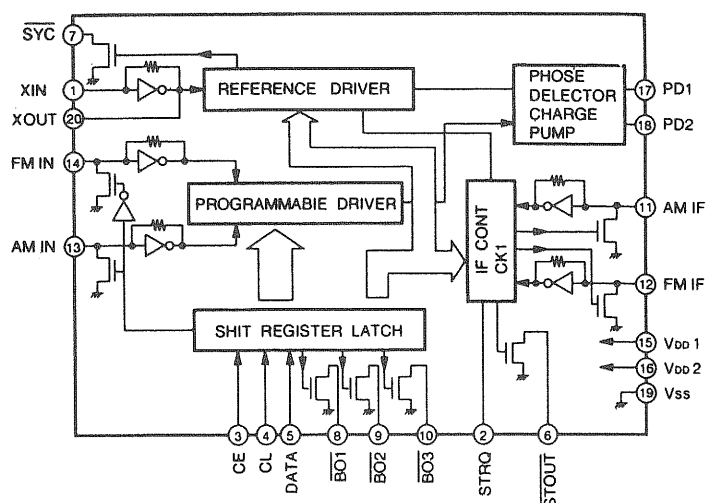 SYC
7
XIN
1
XOUT
20
FM IN
14
AM IN
13
REFERENCE DRIVER
PHOSE
DELECTOR
CHARGE
PUMP
17 PD1
18 PD2
PROGRAMMABIE DRIVER
IF CONT
CK1
11 AM IF
12 FM IF
15 VDD 1
16 VDD 2
19 Vss
SHIT REGISTER LATCH
3 4 5 8 9 10 2 6
CE CL DATA BO1 BO2 BO3 STRQ STOUT